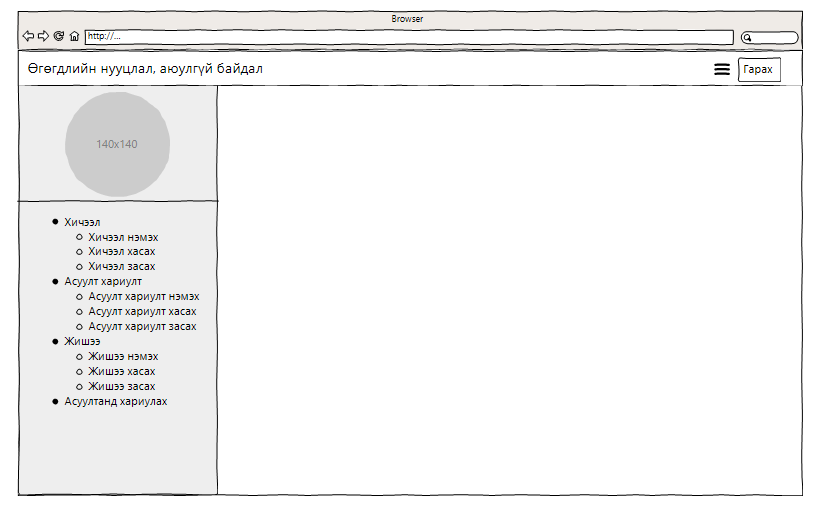 Browser
http://...
Өгөгдлийн нууцлал, аюулгүй байдал
Гарах
140x140
Хичээл
Хичээл нэмэх
Хичээл хасах
Хичээл засах
Асуулт хариулт
Асуулт хариулт нэмэх
Асуулт хариулт хасах
Асуулт хариулт засах
Жишээ
Жишээ нэмэх
Жишээ хасах
Жишээ засах
Асуултанд хариулах